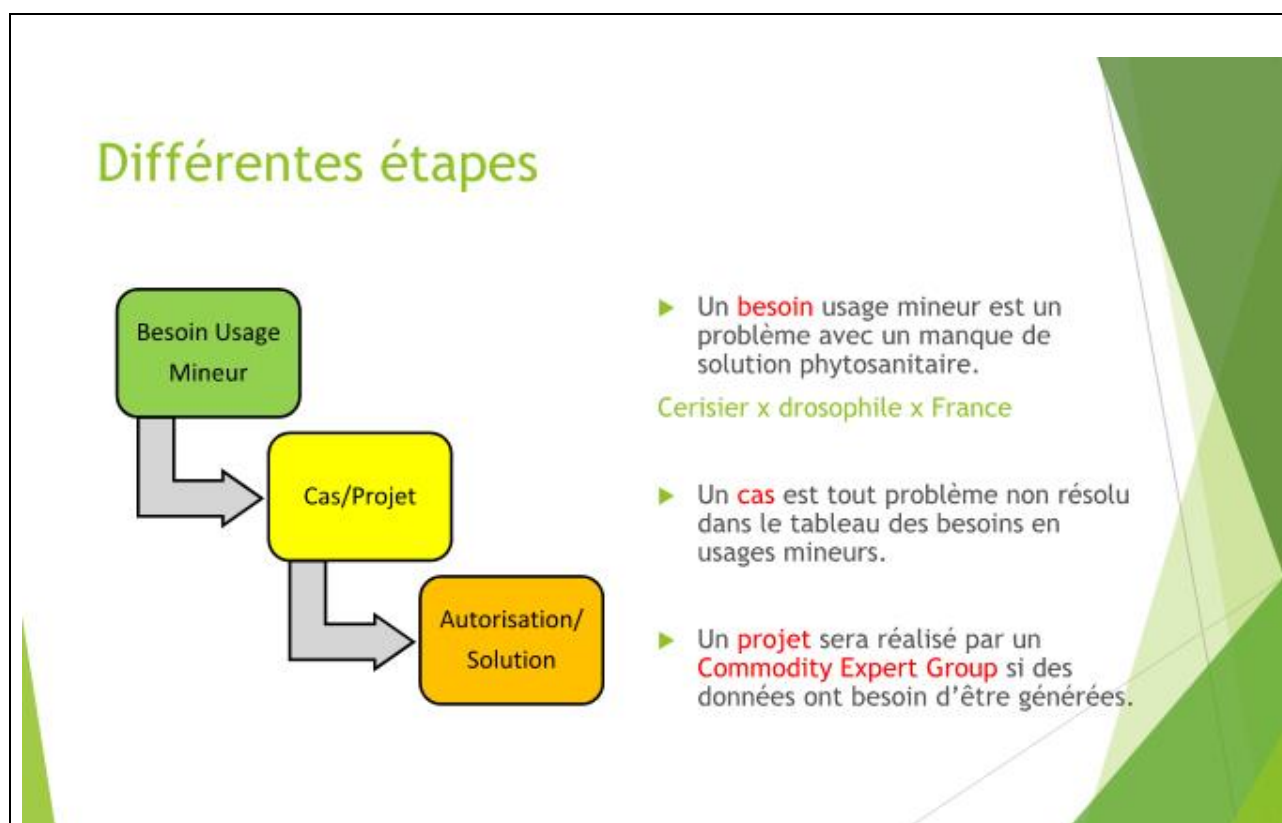 Différentes étapes
Besoin Usage
Mineur
Cas/Projet
Autorisation/
Solution
Un besoin usage mineur est un
problème avec un manque de
solution phytosanitaire.
Cerisier x drosophile x France
Un cas est tout problème non résolu
dans le tableau des besoins en
usages mineurs.
Un projet sera réalisé par un
Commodity Expert Group si des
données ont besoin d'être générées.